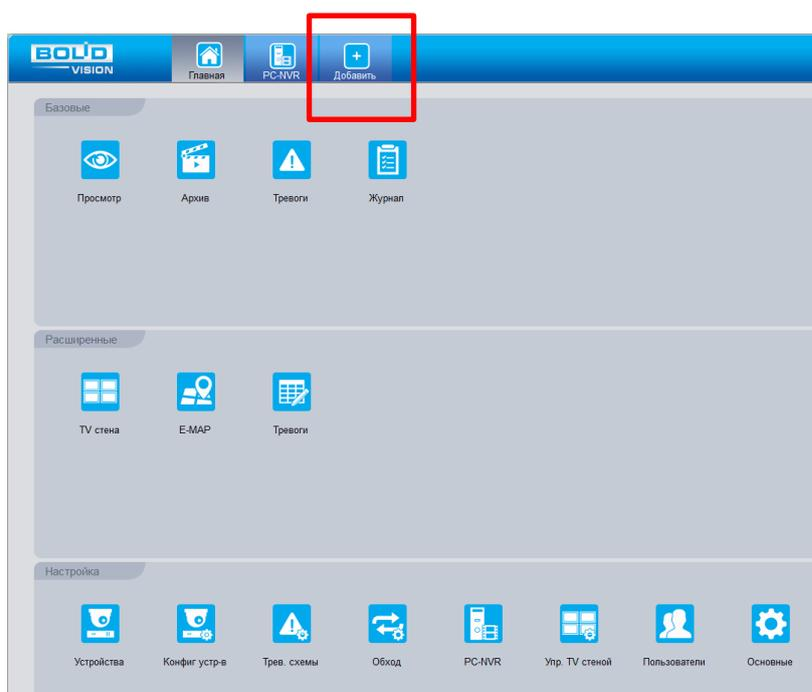 BOLID
VISION
Главная
PC-NVR
Добавить
Базовые
Просмотр
Архив
Тревоги
Журнал
Расширенные
TV стена
E-MAP
Тревоги
Настройка
Устройства
Конфиг устр-в
Трев. схемы
Обход
PC-NVR
Упр. TV стеной
Пользователи
Основные